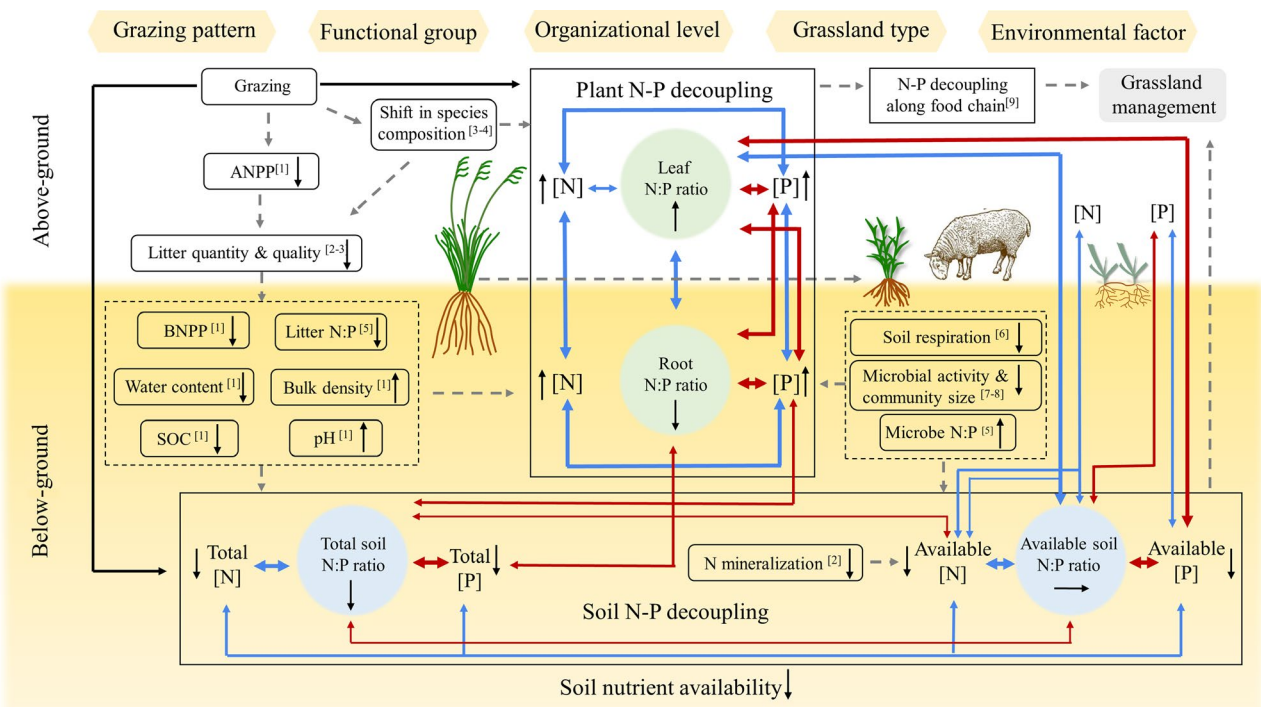 Grazing pattern
Functional group
Organizational level
Grassland type
Environmental factor
Above-ground
Below-ground
Grazing
Shift in species
composition [3-4]
ANPP[1]
Litter quantity & quality [2-3
BNPP [1]
Litter N:P [5]
Water content [1]
Bulk density [1]
SOC [1]
pH [1]
Plant N-P decoupling
[N]
Leaf
N:P ratio
[P]
[N]
Root
N:P ratio
[P]
N-P decoupling
along food chain[9]
Grassland
management
[N]
[P]
Soil respiration [6]
Microbial activity &
community size [7-8]
Microbe N:P [5]
Total
[N]
Total soil
N:P ratio
Total
[P]
N mineralization [2]
Available
[N]
Available soil
N:P ratio
Available
[P]
Soil N-P decoupling
Soil nutrient availability